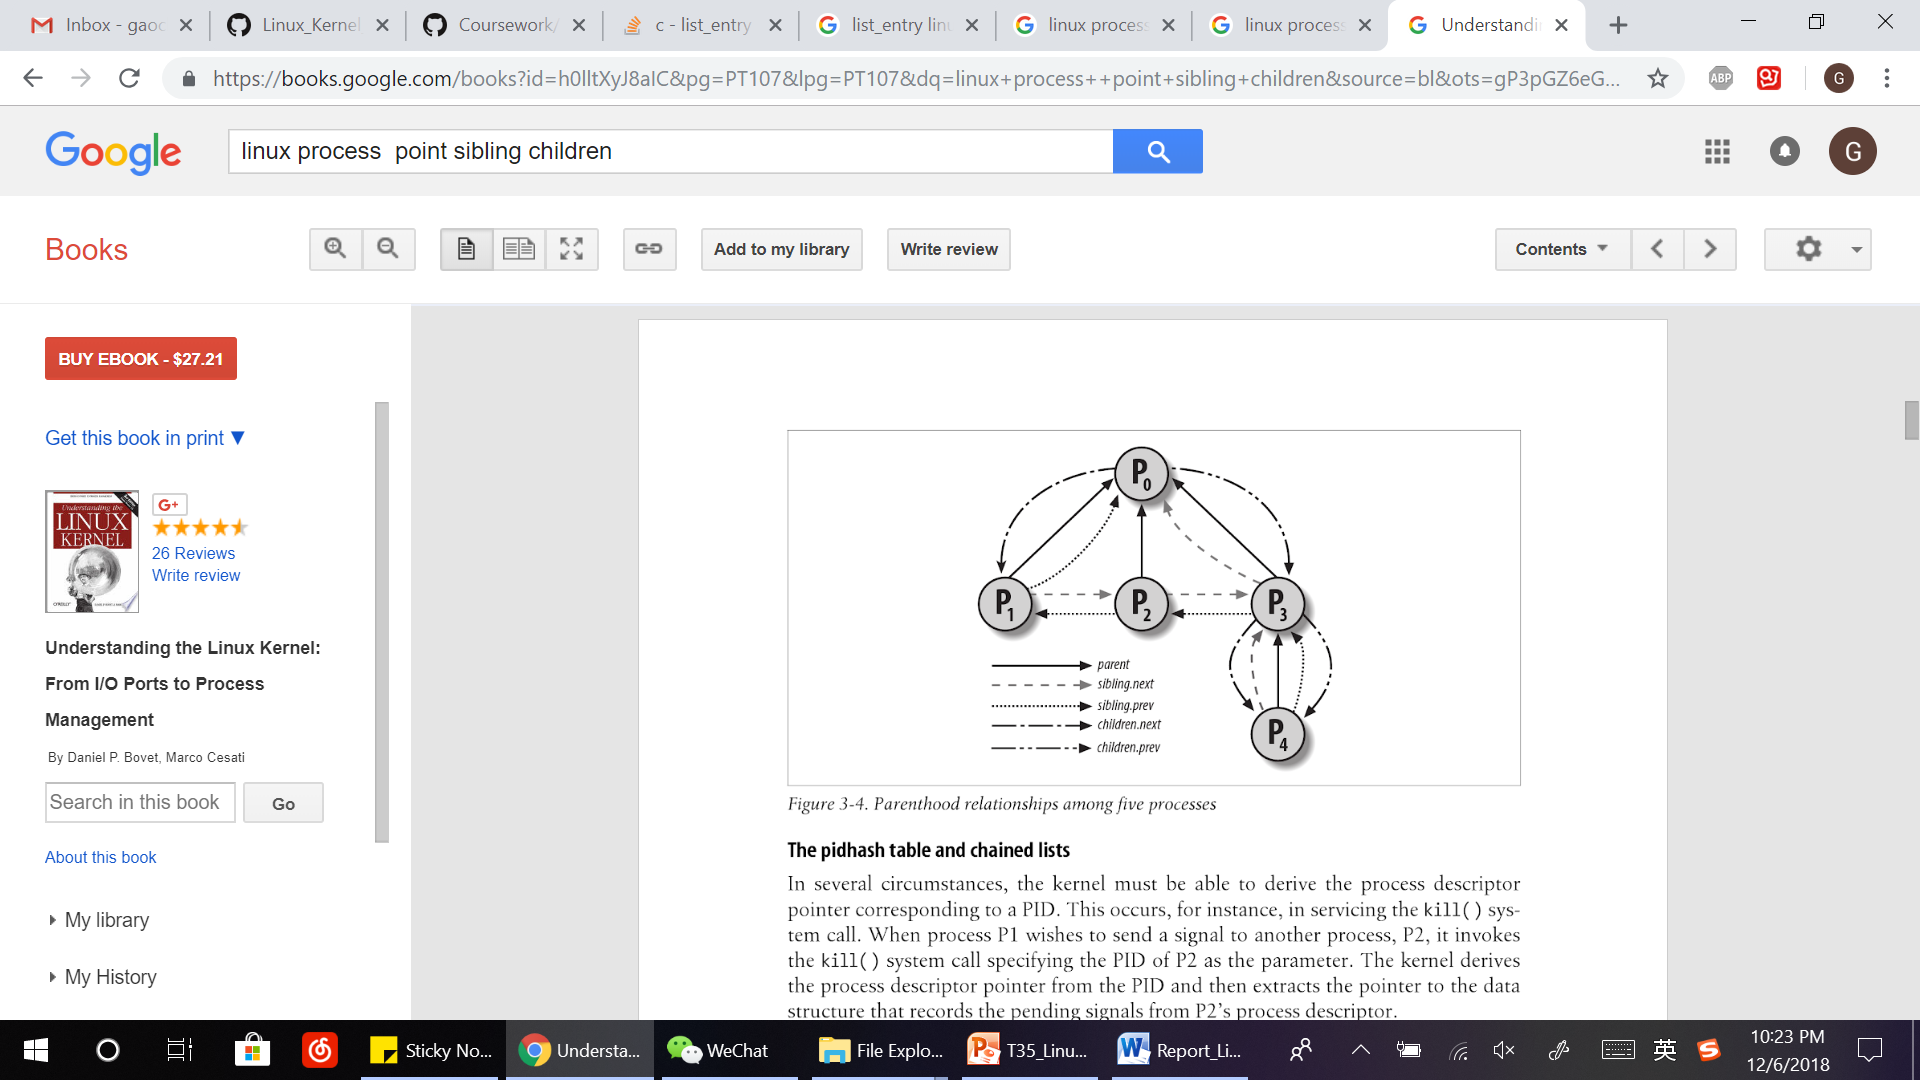 Inbox - gaoc
Linux_Kernel
Coursework/
c - list_entry
list_entry linu
linux process
linux process
Understandi
https://books.google.com/books?id=h0lltXyJ8aIC&pg=PT107&lpg=PT107&dq=linux+process++point+sibling+children&source=bl&ots=gP3pGZ6eG...
ABP
G
Google
linux process  point sibling children
G
Books
Add to my library
Write review
Contents
BUY EBOOK - $27.21
Get this book in print ▼
Understanding the
LINUX
KERNEL
O'REILLY
G+
26 Reviews
Write review
Understanding the Linux Kernel:
From I/O Ports to Process
Management
By Daniel P. Bovet, Marco Cesati
Search in this book
Go
About this book
My library
My History
P0
P1
P2
P3
P4
parent
sibling.next
sibling.prev
children.next
children.prev
Figure 3-4. Parenthood relationships among five processes
The pidhash table and chained lists
In several circumstances, the kernel must be able to derive the process descriptor
pointer corresponding to a PID. This occurs, for instance, in servicing the kill() sys-
tem call. When process P1 wishes to send a signal to another process, P2, it invokes
the kill() system call specifying the PID of P2 as the parameter. The kernel derives
the process descriptor pointer from the PID and then extracts the pointer to the data
structure that records the pending signals from P2's process descriptor.
Sticky No...
Understa...
WeChat
File Explo...
T35_Linu...
Report_Li...
英
10:23 PM
12/6/2018